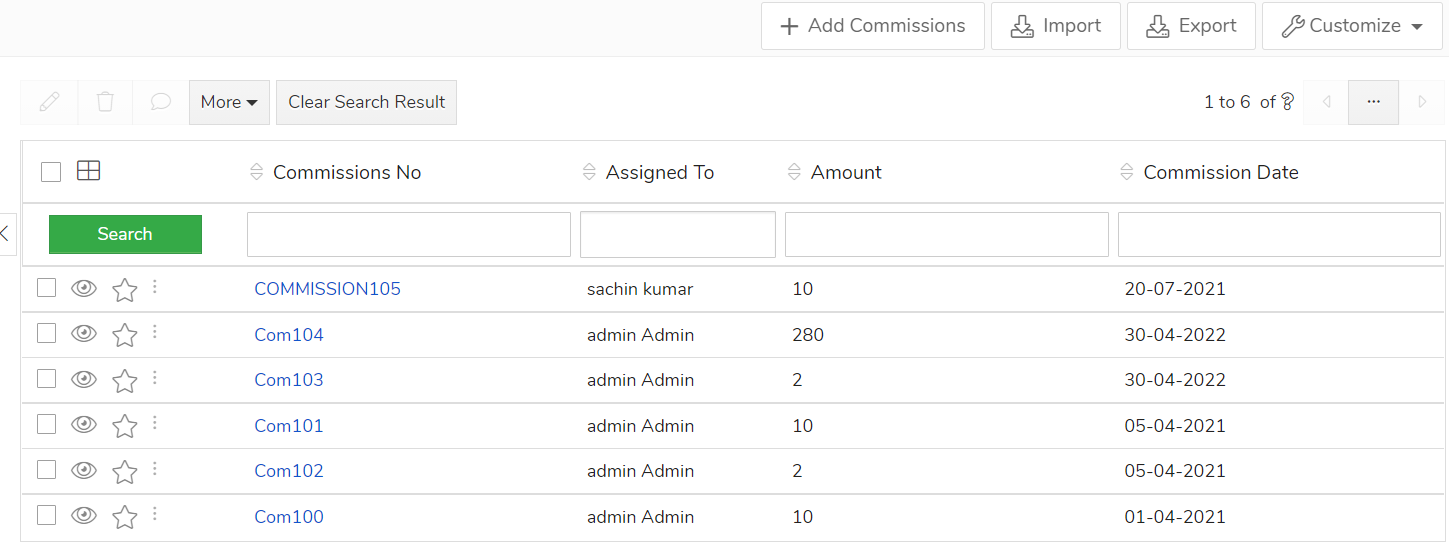 Add Commissions Import Export Customize
More Clear Search Result 1 to 6 of ?
Commissions No Assigned To Amount Commission Date
Search
COMMISSION105 sachin kumar 10 20-07-2021
Com104 admin Admin 280 30-04-2022
Com103 admin Admin 2 30-04-2022
Com101 admin Admin 10 05-04-2021
Com102 admin Admin 2 05-04-2021
Com100 admin Admin 10 01-04-2021